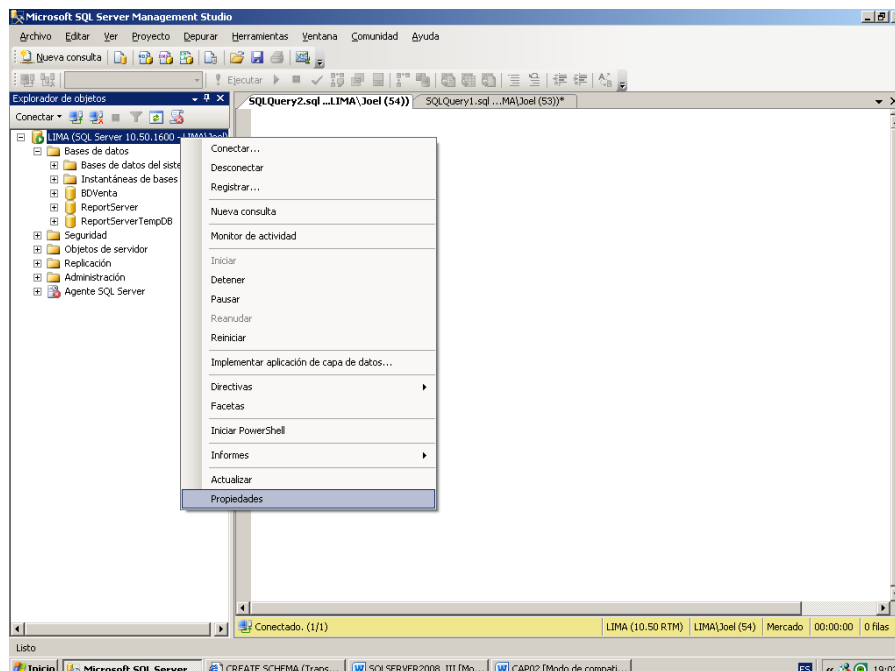 Microsoft SQL Server Management Studio
Archivo Editar Ver Proyecto Depurar Herramientas Ventana Comunidad Ayuda
Nueva consulta
Ejecutar
Explorador de objetos
SQLQuery2.sql ...LIMA\Joel (54)) SQLQuery1.sql ...MA\Joel (53))*
Conectar
LIMA (SQL Server 10.50.1600 - LIMA\Joel)
Bases de datos
Bases de datos del siste
Instantáneas de bases
BDVenta
ReportServer
ReportServerTempDB
Seguridad
Objetos de servidor
Replicación
Administración
Agente SQL Server
Conectar...
Desconectar
Registrar...
Nueva consulta
Monitor de actividad
Iniciar
Detener
Pausar
Reanudar
Reiniciar
Implementar aplicación de capa de datos...
Directivas
Facetas
Iniciar PowerShell
Informes
Actualizar
Propiedades
Conectado. (1/1) LIMA (10.50 RTM) LIMA\Joel (54) Mercado 00:00:00 0 filas
Listo
Inicio Microsoft SQL Server CREATE SCHEMA (Trans... SQLSERVER2008_III [Mo... CAP02 [Modo de compati... ES